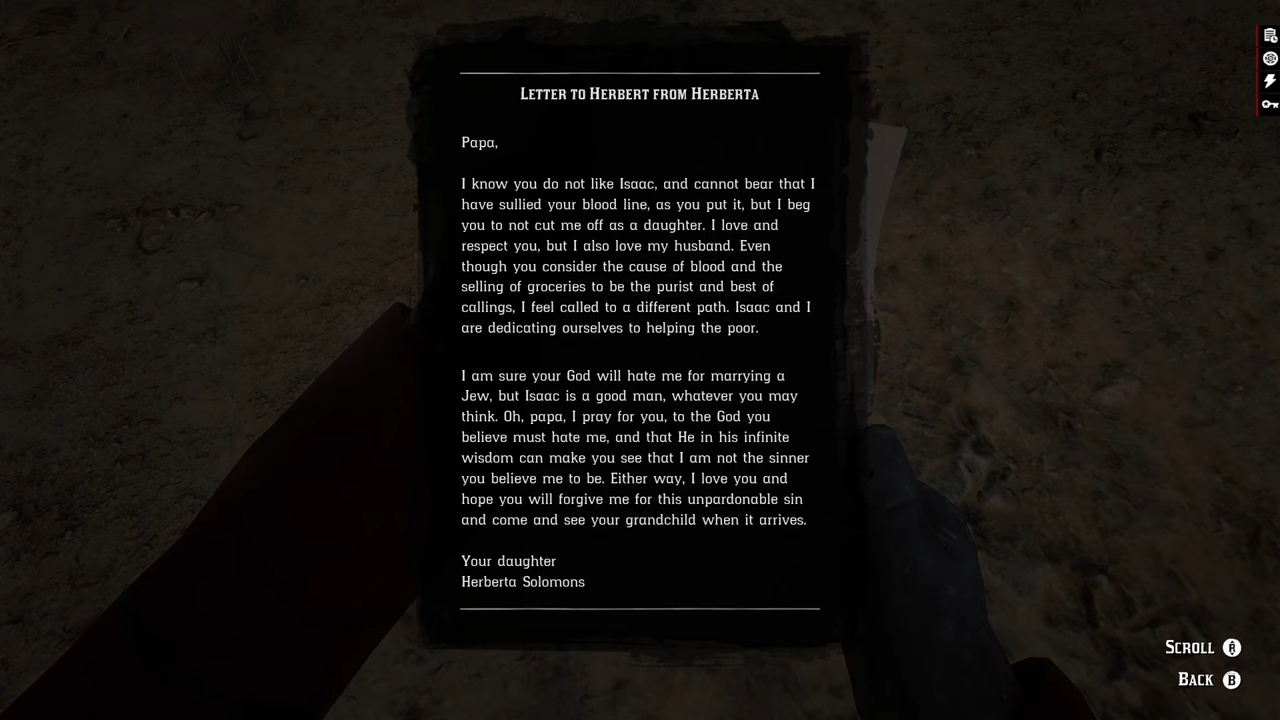 Letter to Herbert from Herberta
Papa,
I know you do not like Isaac, and cannot bear that I
have sullied your blood line, as you put it, but I beg
you to not cut me off as a daughter. I love and
respect you, but I also love my husband. Even
though you consider the cause of blood and the
selling of groceries to be the purist and best of
callings, I feel called to a different path. Isaac and I
are dedicating ourselves to helping the poor.
I am sure your God will hate me for marrying a
Jew, but Isaac is a good man, whatever you may
think. Oh, papa, I pray for you, to the God you
believe must hate me, and that He in his infinite
wisdom can make you see that I am not the sinner
you believe me to be. Either way, I love you and
hope you will forgive me for this unpardonable sin
and come and see your grandchild when it arrives.
Your daughter
Herberta Solomons
Scroll R
Back B